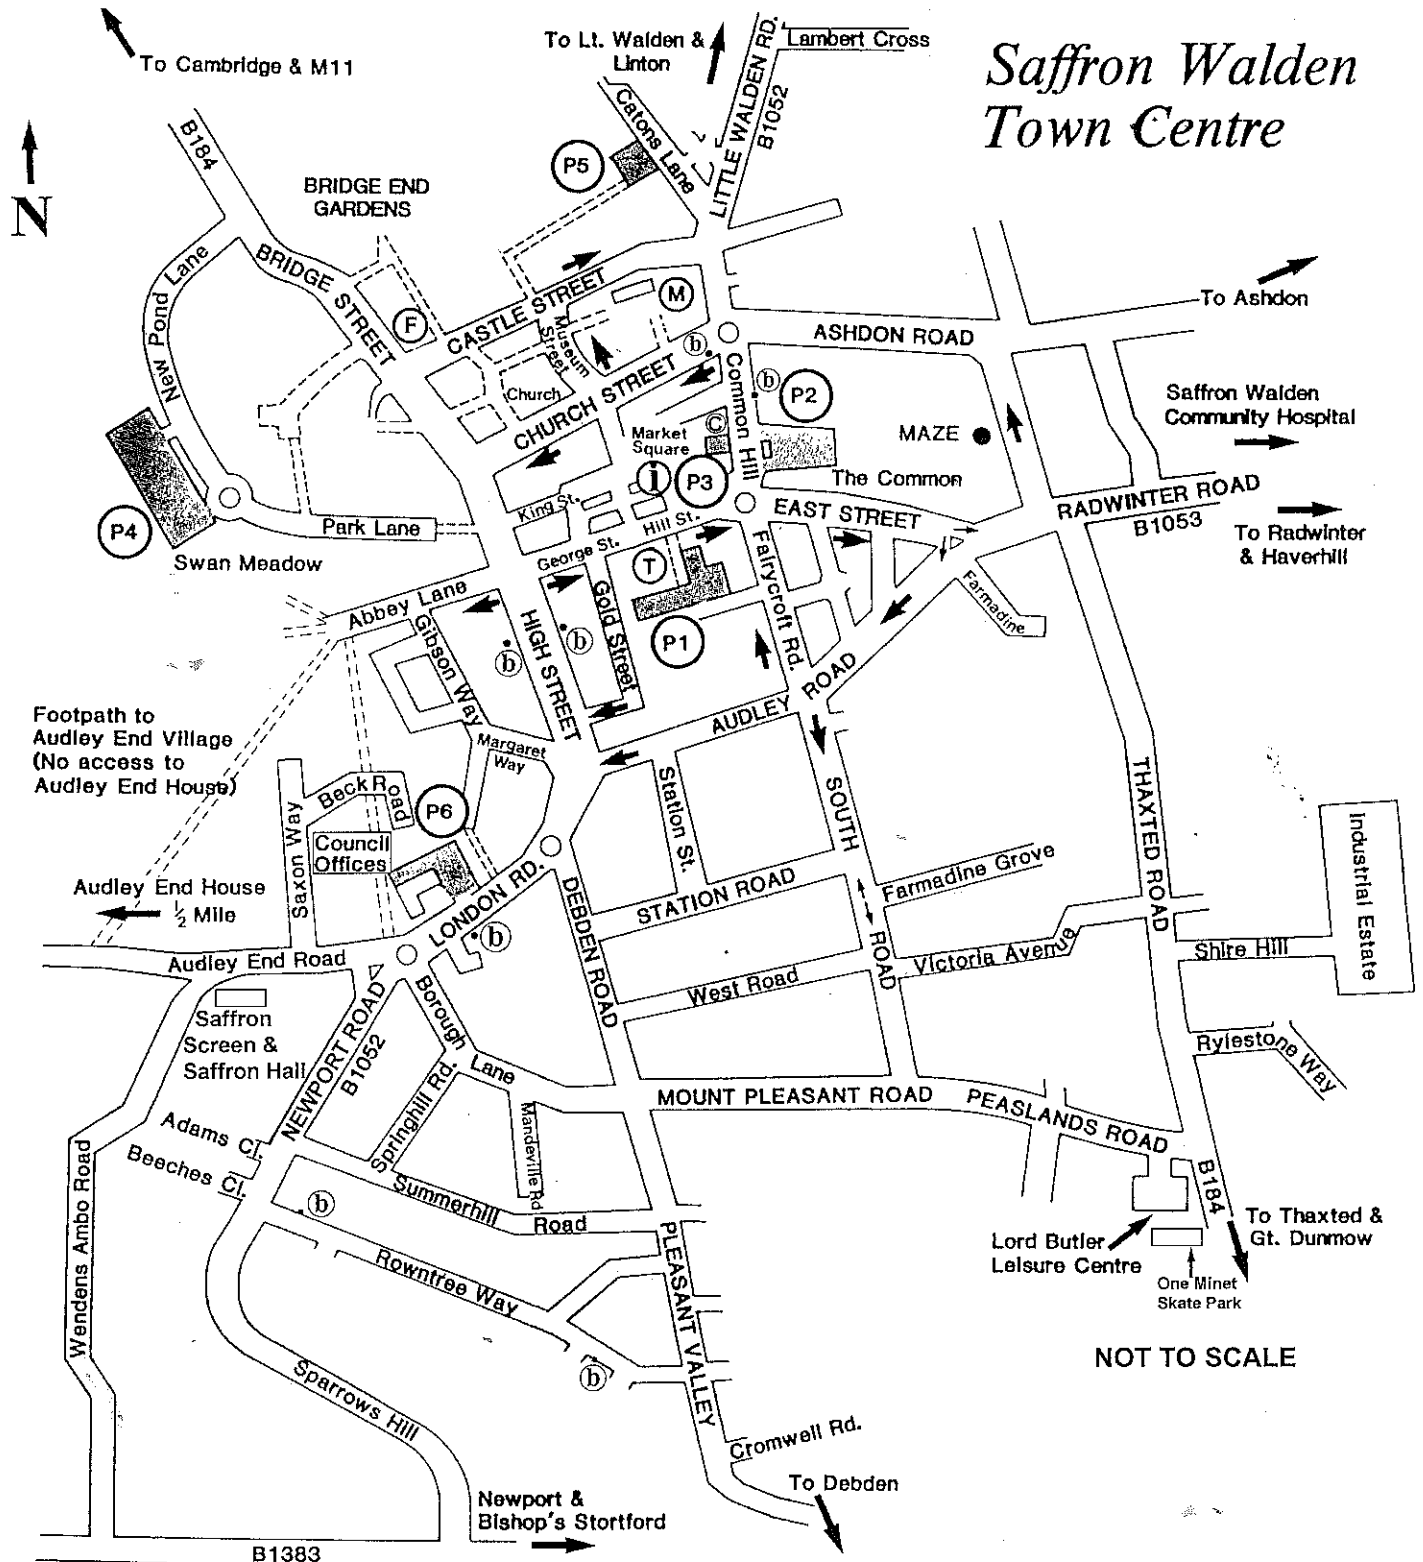 Saffron Walden
Town Centre
To Cambridge & M11
To Lt. Walden &
Linton
LITTLE WALDEN RD.
B1052
Lambert Cross
Catons Lane
P5
N
B184
BRIDGE END
GARDENS
New Pond Lane
BRIDGE STREET
F
CASTLE STREET
Museum
Street
M
Church
CHURCH STREET
b
Common Hill
b
P2
ASHDON ROAD
To Ashdon
Saffron Walden
Community Hospital
MAZE
Market
Square
C
i
P3
The Common
King St.
Hill St.
George St.
EAST STREET
RADWINTER ROAD
B1053
To Radwinter
& Haverhill
P4
Swan Meadow
Park Lane
T
P1
Gold Street
Fairycroft Rd.
Farmadine
Abbey Lane
Gibson Way
HIGH STREET
b
b
AUDLEY ROAD
Footpath to
Audley End Village
(No access to
Audley End House)
Margaret
Way
Beck Road
Saxon Way
P6
Council
Offices
Station St.
SOUTH ROAD
THAXTED ROAD
Industrial Estate
Audley End House
½ Mile
LONDON RD.
b
DEBDEN ROAD
STATION ROAD
Farmadine Grove
Audley End Road
West Road
Victoria Avenue
Shire Hill
Saffron
Screen &
Saffron Hall
NEWPORT ROAD
B1052
Borough Lane
Springhill Rd.
Mandeville Rd
MOUNT PLEASANT ROAD
PEASLANDS ROAD
Rylestone Way
Adams Cl.
Beeches Cl.
Summerhill Road
b
Rowntree Way
b
Wendens Ambo Road
Sparrows Hill
PLEASANT VALLEY
B184
To Thaxted &
Gt. Dunmow
Lord Butler
Leisure Centre
One Minet
Skate Park
NOT TO SCALE
Cromwell Rd.
To Debden
Newport &
Bishop's Stortford
B1383